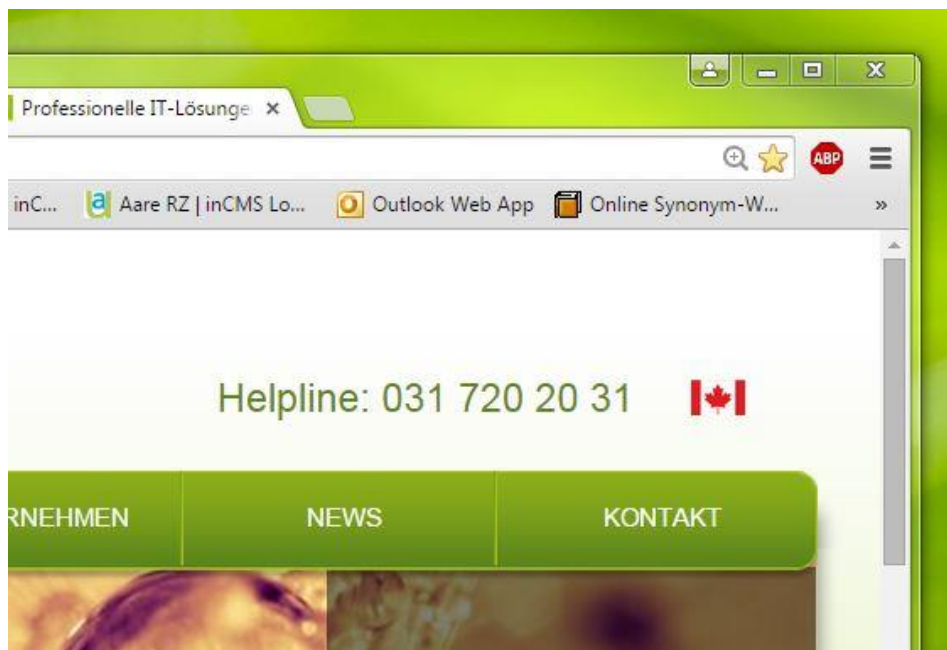 Professionelle IT-Lösunge
ABP
inC... Aare RZ | inCMS Lo... Outlook Web App Online Synonym-W...
Helpline: 031 720 20 31
RNEHMEN NEWS KONTAKT